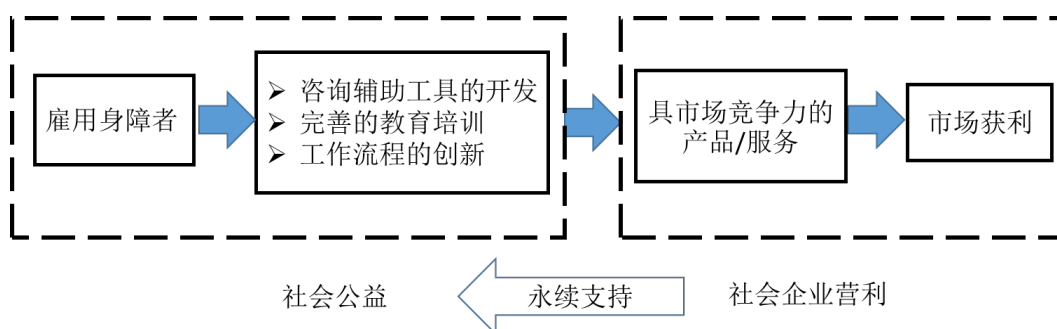 雇用身障者
➢ 咨询辅助工具的开发
➢ 完善的教育培训
➢ 工作流程的创新
具市场竞争力的
产品/服务
市场获利
社会公益
永续支持
社会企业营利